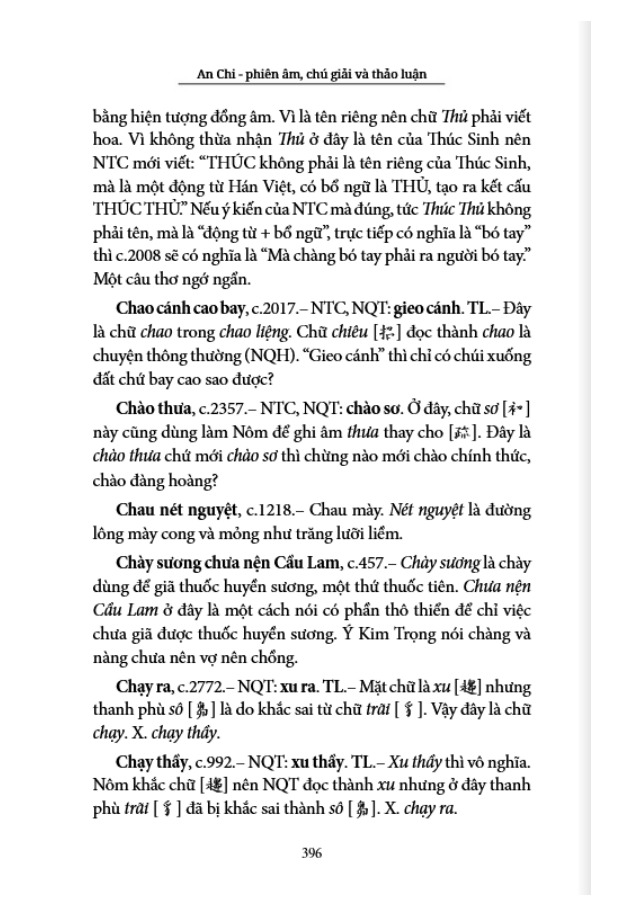 An Chi - phiên âm, chú giải và thảo luận
bằng hiện tượng đồng âm. Vì là tên riêng nên chữ Thủ phải viết
hoa. Vì không thừa nhận Thủ ở đây là tên của Thúc Sinh nên
NTC mới viết: “THÚC không phải là tên riêng của Thúc Sinh,
mà là một động từ Hán Việt, có bổ ngữ là THỦ, tạo ra kết cấu
THÚC THỦ.” Nếu ý kiến của NTC mà đúng, tức Thúc Thủ không
phải tên, mà là “động từ + bổ ngữ”, trực tiếp có nghĩa là “bó tay”
thì c.2008 sẽ có nghĩa là “Mà chàng bó tay phải ra người bó tay.”
Một câu thơ ngớ ngẩn.
Chao cánh cao bay, c.2017.– NTC, NQT: gieo cánh. TL.– Đây
là chữ chao trong chao liệng. Chữ chiêu [招] đọc thành chao là
chuyện thông thường (NQH). “Gieo cánh” thì chỉ có chúi xuống
đất chứ bay cao sao được?
Chào thưa, c.2357.– NTC, NQT: chào sơ. Ở đây, chữ sơ [初]
này cũng dùng làm Nôm để ghi âm thưa thay cho [疎]. Đây là
chào thưa chứ mới chào sơ thì chừng nào mới chào chính thức,
chào đàng hoàng?
Chau nét nguyệt, c.1218.– Chau mày. Nét nguyệt là đường
lông mày cong và mỏng như trăng lưỡi liềm.
Chày sương chưa nện Cầu Lam, c.457.– Chày sương là chày
dùng để giã thuốc huyền sương, một thứ thuốc tiên. Chưa nện
Cầu Lam ở đây là một cách nói có phần thô thiển để chỉ việc
chưa giã được thuốc huyền sương. Ý Kim Trọng nói chàng và
nàng chưa nên vợ nên chồng.
Chạy ra, c.2772.– NQT: xu ra. TL.– Mặt chữ là xu [趨] nhưng
thanh phù sô [芻] là do khắc sai từ chữ trãi [豸]. Vậy đây là chữ
chạy. X. chạy thầy.
Chạy thầy, c.992.– NQT: xu thầy. TL.– Xu thầy thì vô nghĩa.
Nôm khắc chữ [趨] nên NQT đọc thành xu nhưng ở đây thanh
phù trãi [豸] đã bị khắc sai thành sô [芻]. X. chạy ra.
396